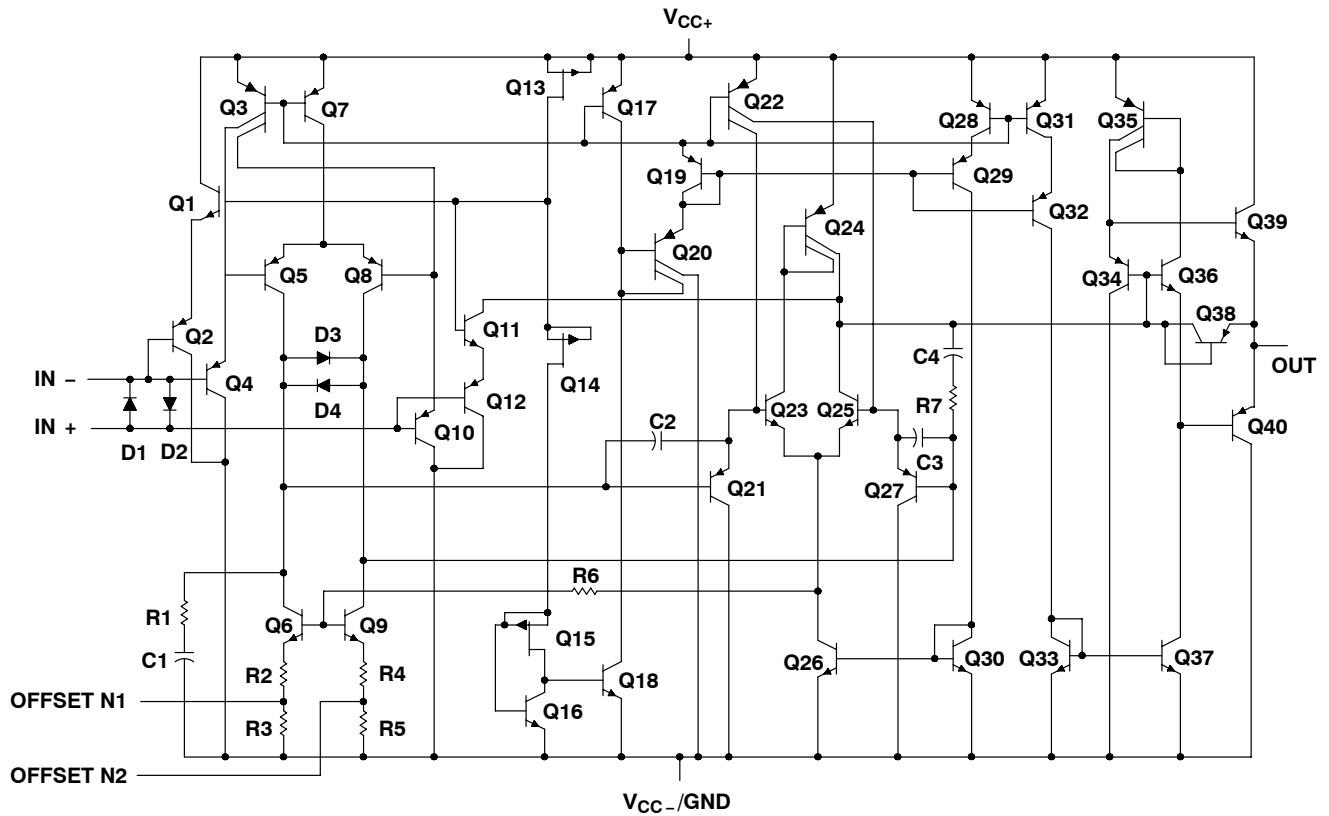 VCC+
Q3
Q7
Q13
Q17
Q22
Q28
Q31
Q35
Q1
Q19
Q29
Q32
Q39
Q20
Q24
Q5
Q8
Q34
Q36
Q2
D3
Q11
Q38
C4
Q14
OUT
IN −
Q4
D4
Q12
R7
Q23
Q25
IN +
D1
D2
Q10
C2
C3
Q40
Q21
Q27
R6
R1
Q6
Q9
Q15
C1
R2
R4
Q26
Q30
Q33
Q37
Q18
OFFSET N1
Q16
R3
R5
OFFSET N2
VCC−/GND